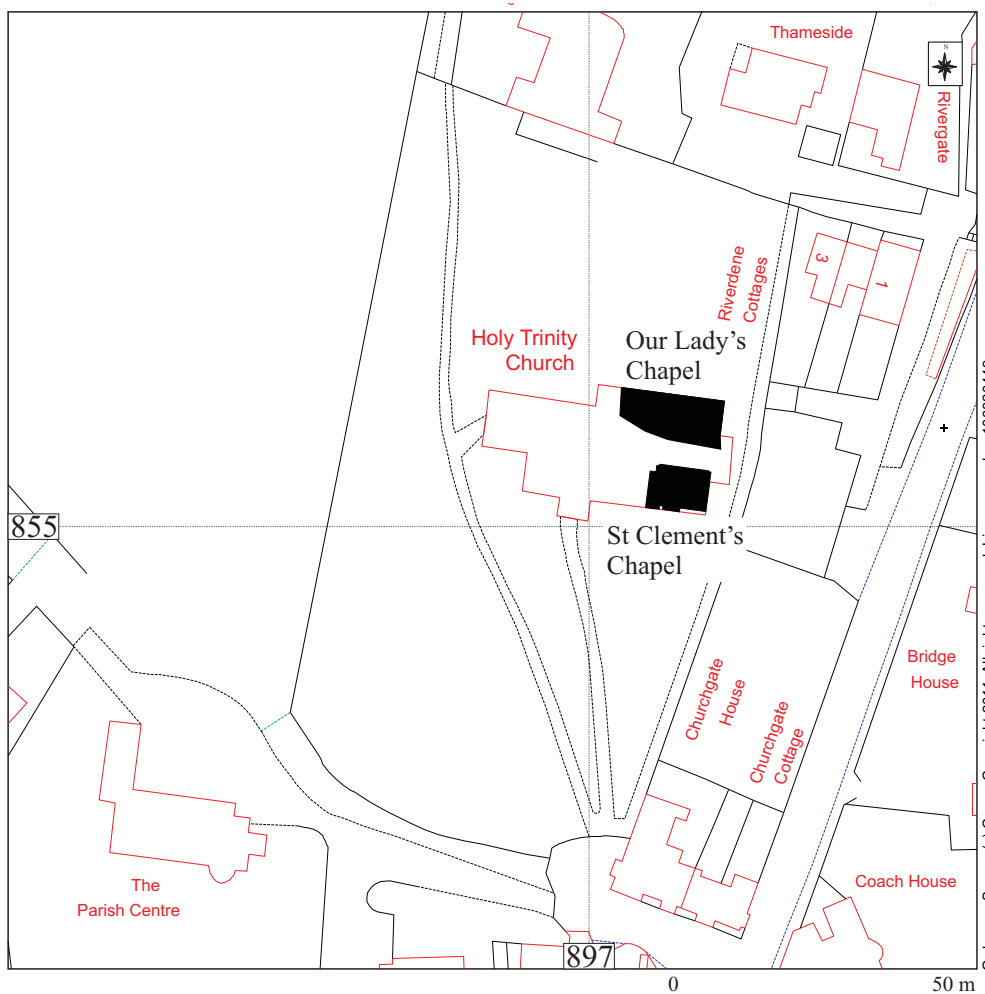 Thameside
N
Rivergate
3
1
Riverdene
Cottages
Holy Trinity
Church
Our Lady's
Chapel
855
St Clement's
Chapel
Churchgate
House
Churchgate
Cottage
Bridge
House
The
Parish Centre
Coach House
897
0
50 m